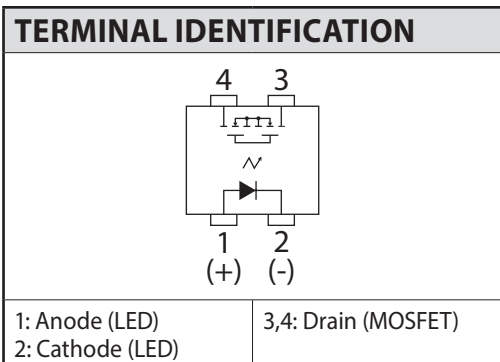 TERMINAL IDENTIFICATION
4 3
1 2
(+) (-)
1: Anode (LED)
2: Cathode (LED)
3,4: Drain (MOSFET)